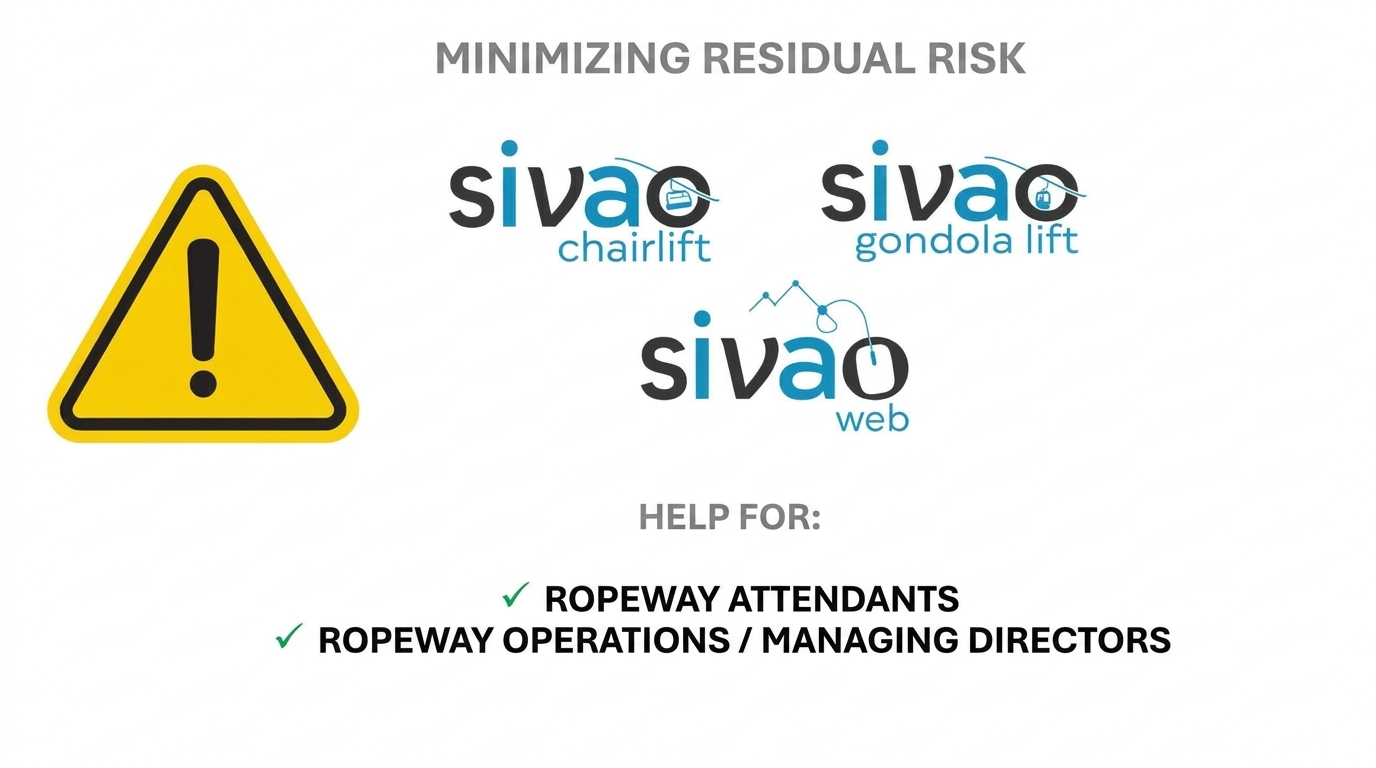 MINIMIZING RESIDUAL RISK
sivao
chairlift
sivao
gondola lift
sivao
web
HELP FOR:
✓ ROPEWAY ATTENDANTS
✓ ROPEWAY OPERATIONS / MANAGING DIRECTORS